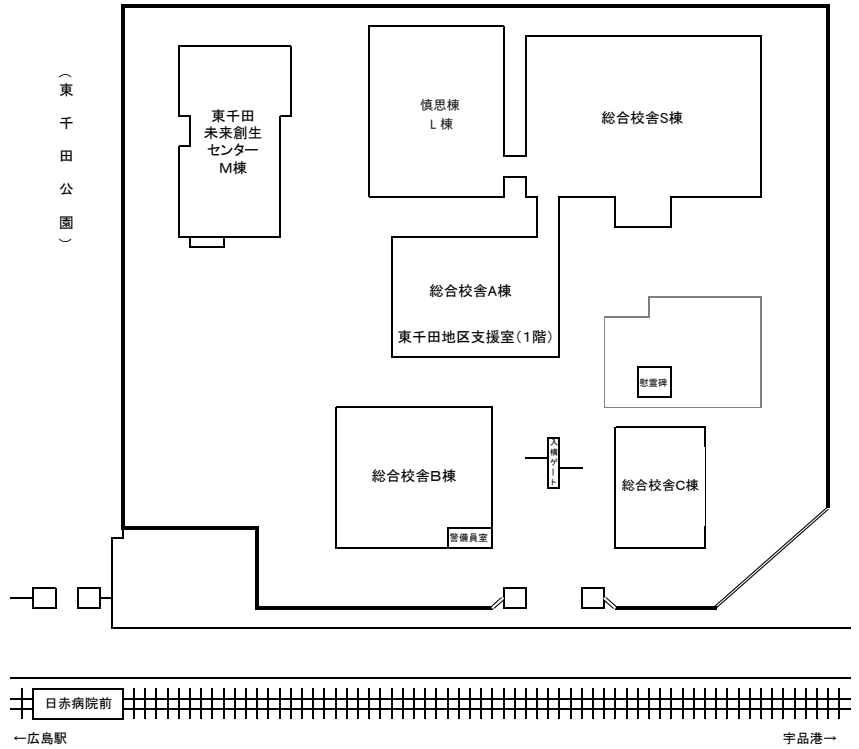 （東千田公園）
東千田
未来創生
センター
M棟
慎思棟
L棟
総合校舎S棟
総合校舎A棟
東千田地区支援室（1階）
慰霊碑
総合校舎B棟
入構ゲート
総合校舎C棟
警備員室
日赤病院前
←広島駅
宇品港→